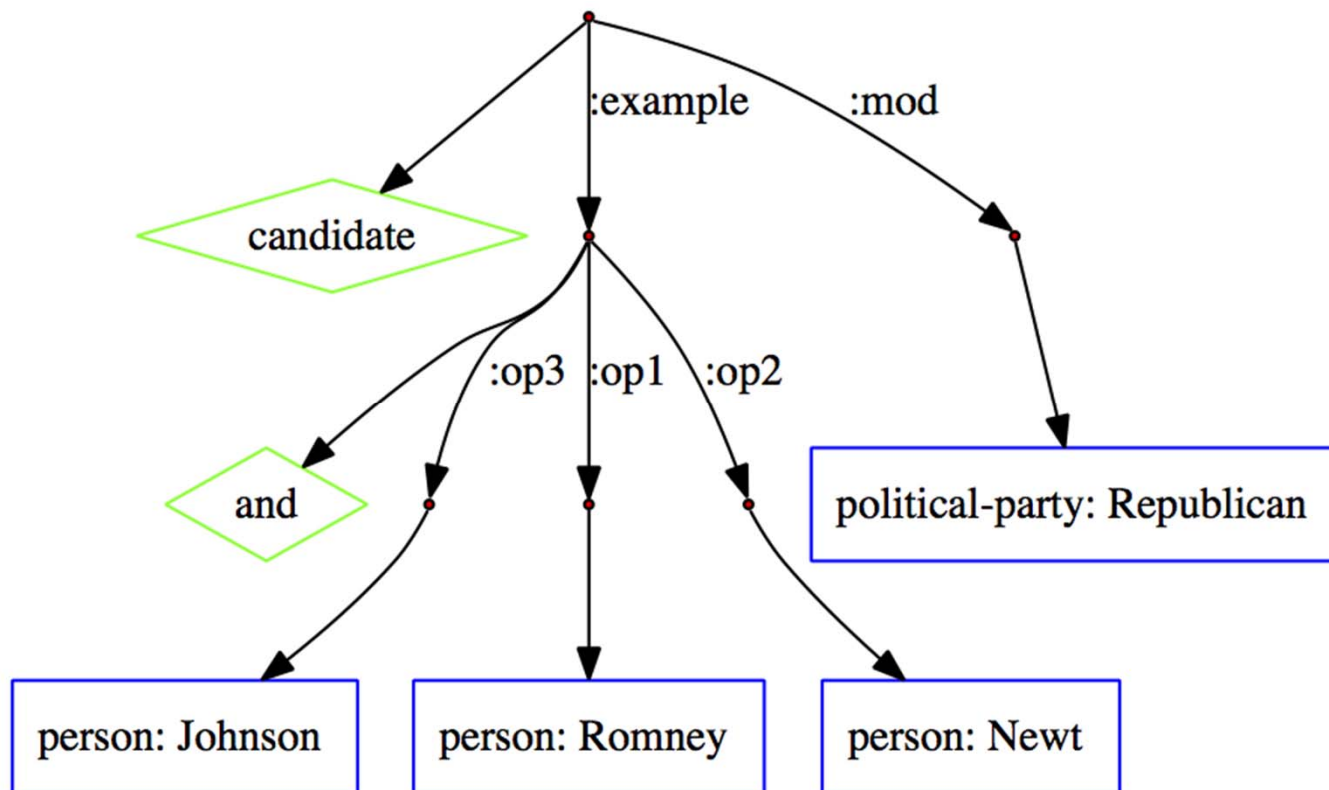 :example
:mod
candidate
:op3
:op1
:op2
and
political-party: Republican
person: Johnson
person: Romney
person: Newt